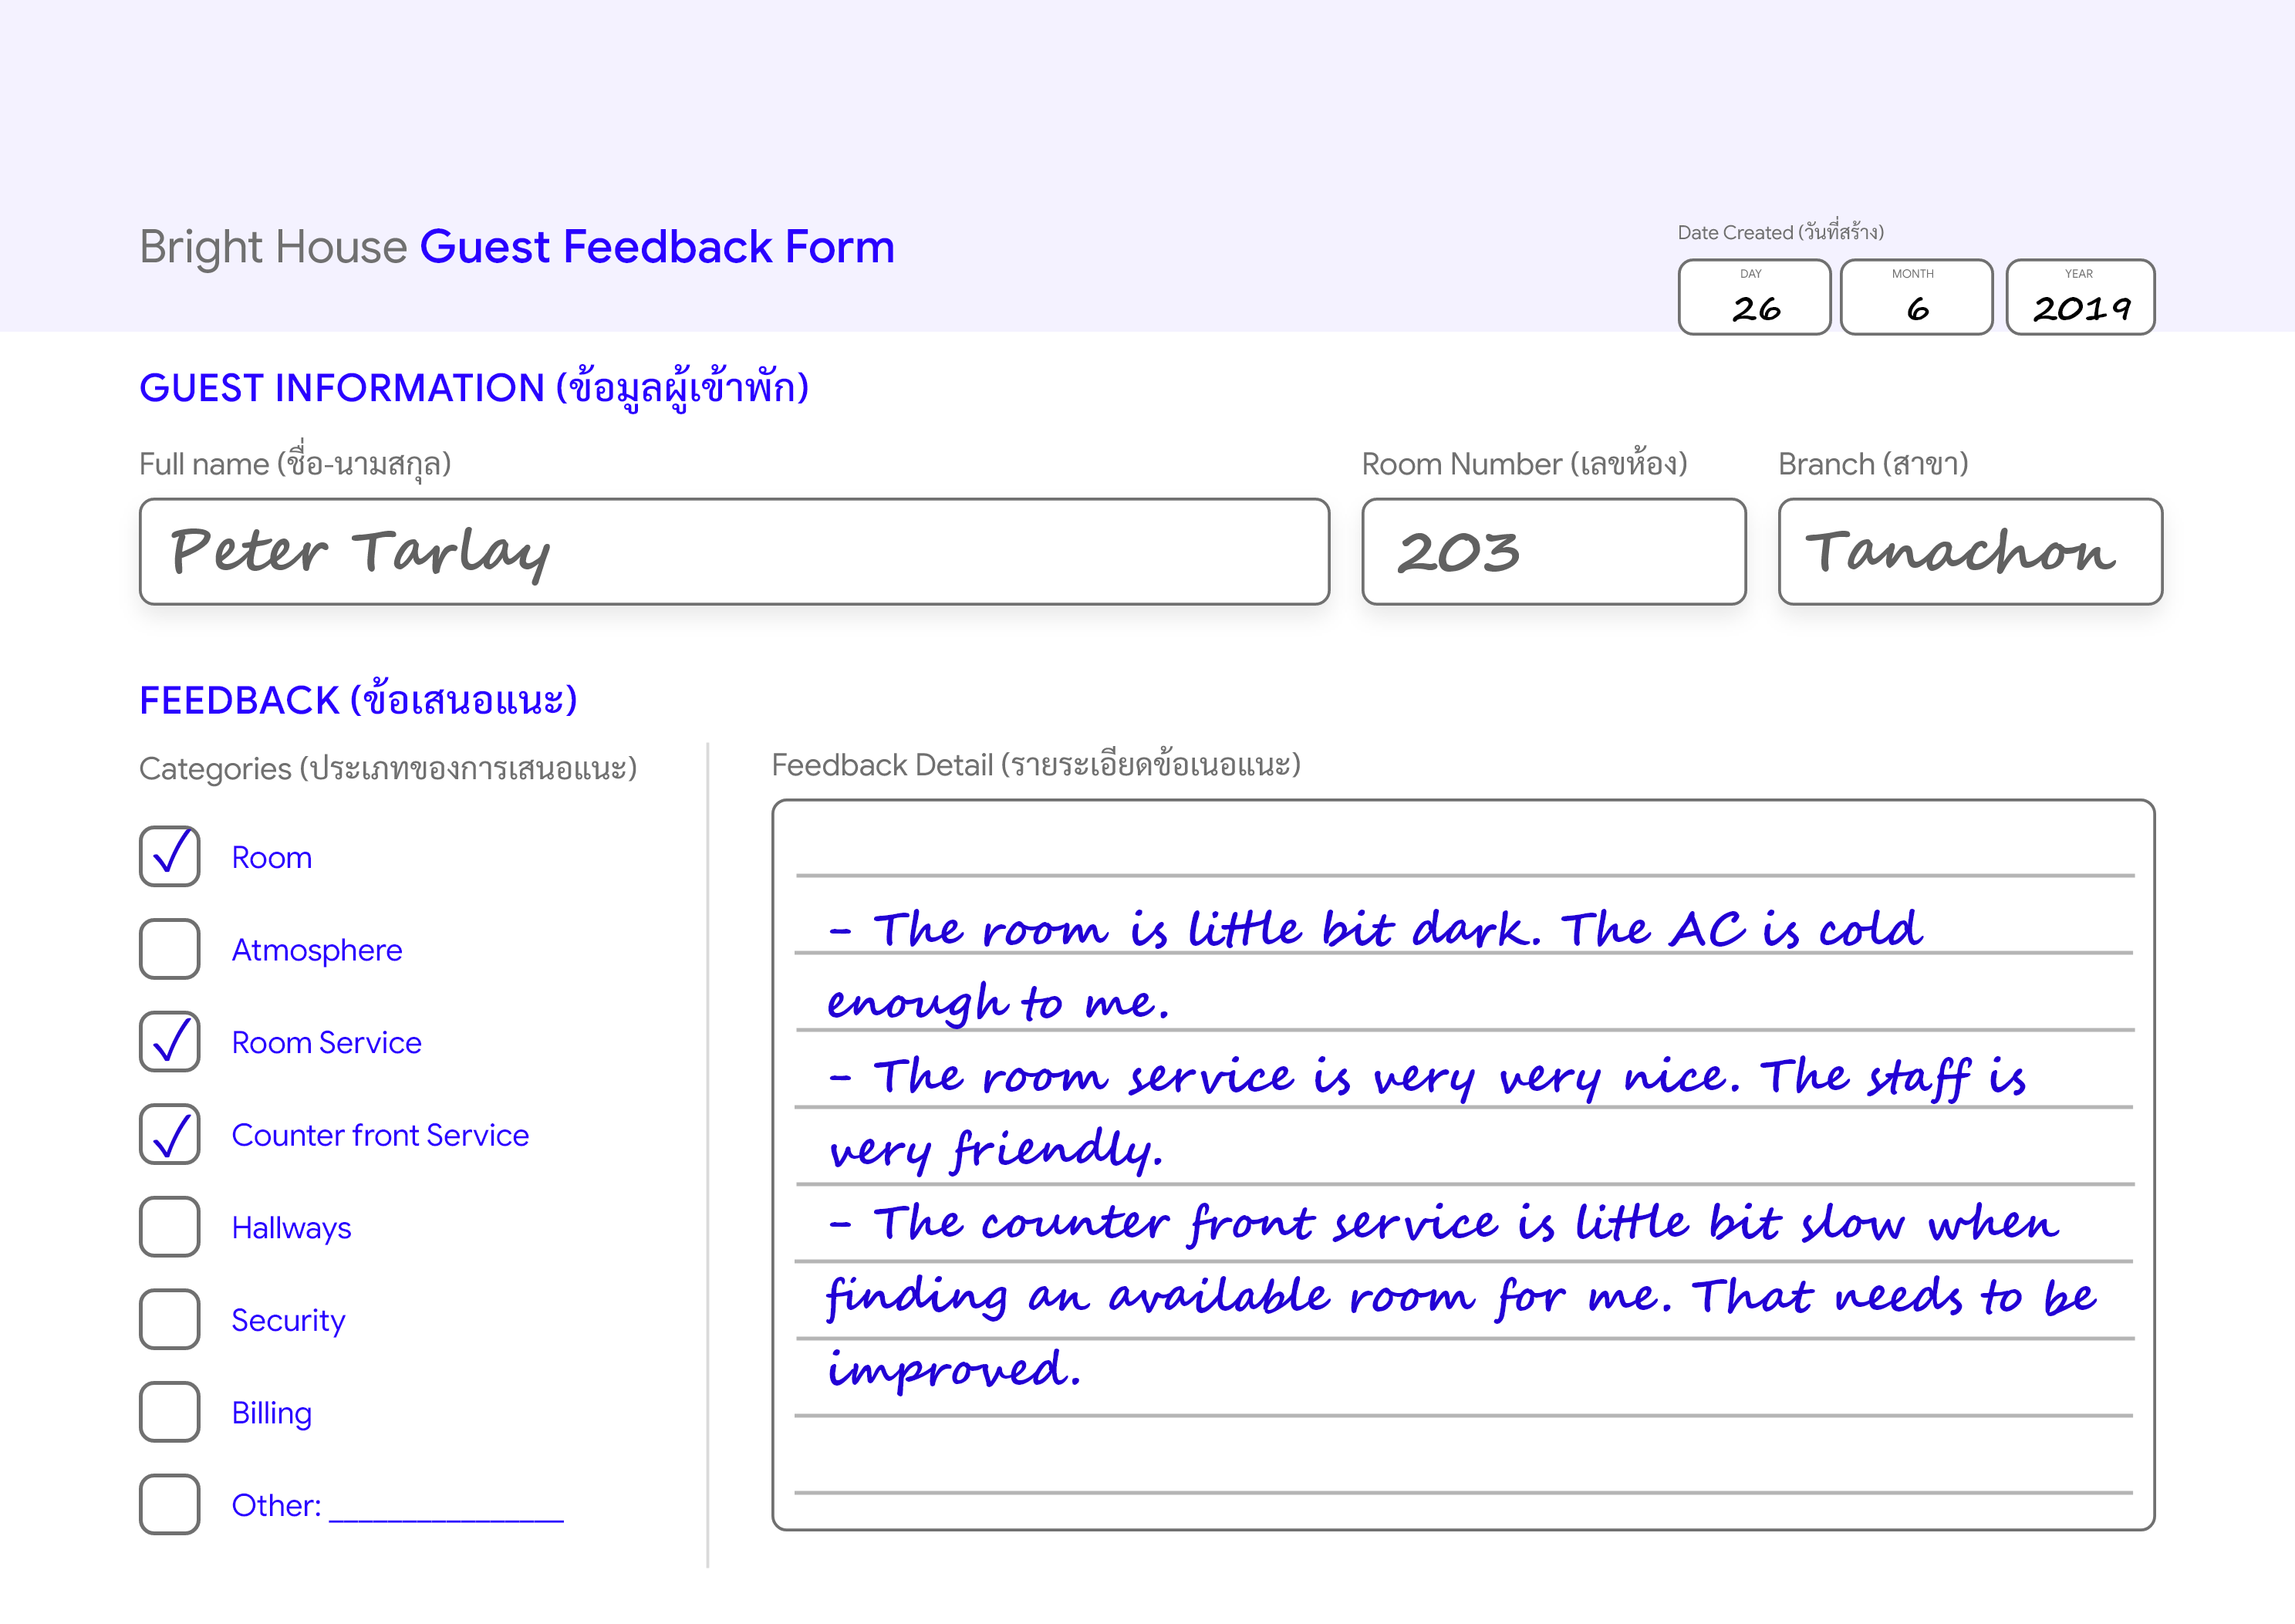 Bright House Guest Feedback Form
Date Created (วันที่สร้าง)
DAY MONTH YEAR
26 6 2019
GUEST INFORMATION (ข้อมูลผู้เข้าพัก)
Full name (ชื่อ-นามสกุล) Room Number (เลขห้อง) Branch (สาขา)
Peter Tarlay 203 Tanachon
FEEDBACK (ข้อเสนอแนะ)
Categories (ประเภทของการเสนอแนะ)
Room
Atmosphere
Room Service
Counter front Service
Hallways
Security
Billing
Other: ________________
Feedback Detail (รายระเอียดข้อเนอแนะ)
- The room is little bit dark. The AC is cold
enough to me.
- The room service is very very nice. The staff is
very friendly.
- The counter front service is little bit slow when
finding an available room for me. That needs to be
improved.